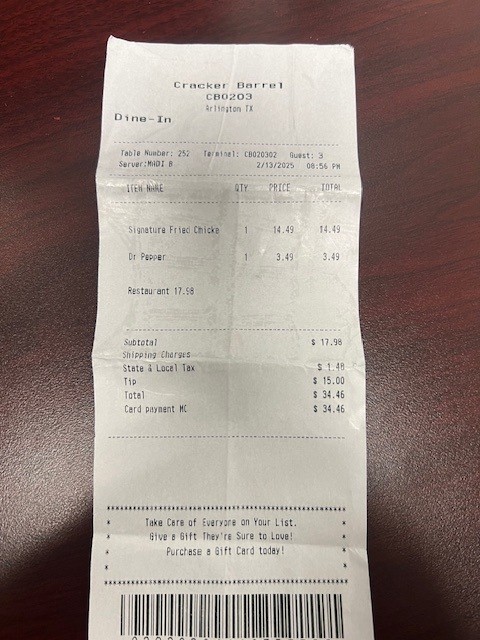 Cracker Barrel
CB0203
Arlington TX
Dine-In
Table Number: 252 Terminal: CB020302 Guest: 3
Server:MADI B 2/13/2025 08:56 PM
ITEM NAME QTY PRICE TOTAL
Signature Fried Chicke 1 14.49 14.49
Dr Pepper 1 3.49 3.49
Restaurant 17.98
Subtotal $ 17.98
Shipping Charges
State & Local Tax $ 1.48
Tip $ 15.00
Total $ 34.46
Card payment MC $ 34.46
Take Care of Everyone on Your List.
Give a Gift They're Sure to Love!
Purchase a Gift Card today!